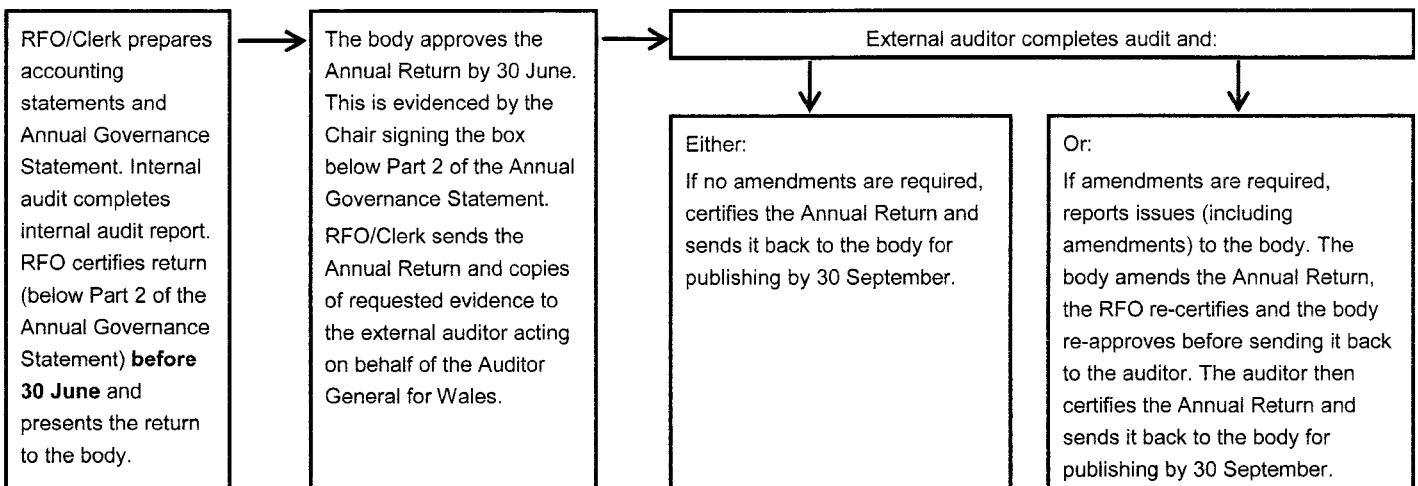 RFO/Clerk prepares
accounting
statements and
Annual Governance
Statement. Internal
audit completes
internal audit report.
RFO certifies return
(below Part 2 of the
Annual Governance
Statement) before
30 June and
presents the return
to the body.
The body approves the
Annual Return by 30 June.
This is evidenced by the
Chair signing the box
below Part 2 of the Annual
Governance Statement.
RFO/Clerk sends the
Annual Return and copies
of requested evidence to
the external auditor acting
on behalf of the Auditor
General for Wales.
External auditor completes audit and:
Either:
If no amendments are required,
certifies the Annual Return and
sends it back to the body for
publishing by 30 September.
Or:
If amendments are required,
reports issues (including
amendments) to the body. The
body amends the Annual Return,
the RFO re-certifies and the body
re-approves before sending it back
to the auditor. The auditor then
certifies the Annual Return and
sends it back to the body for
publishing by 30 September.